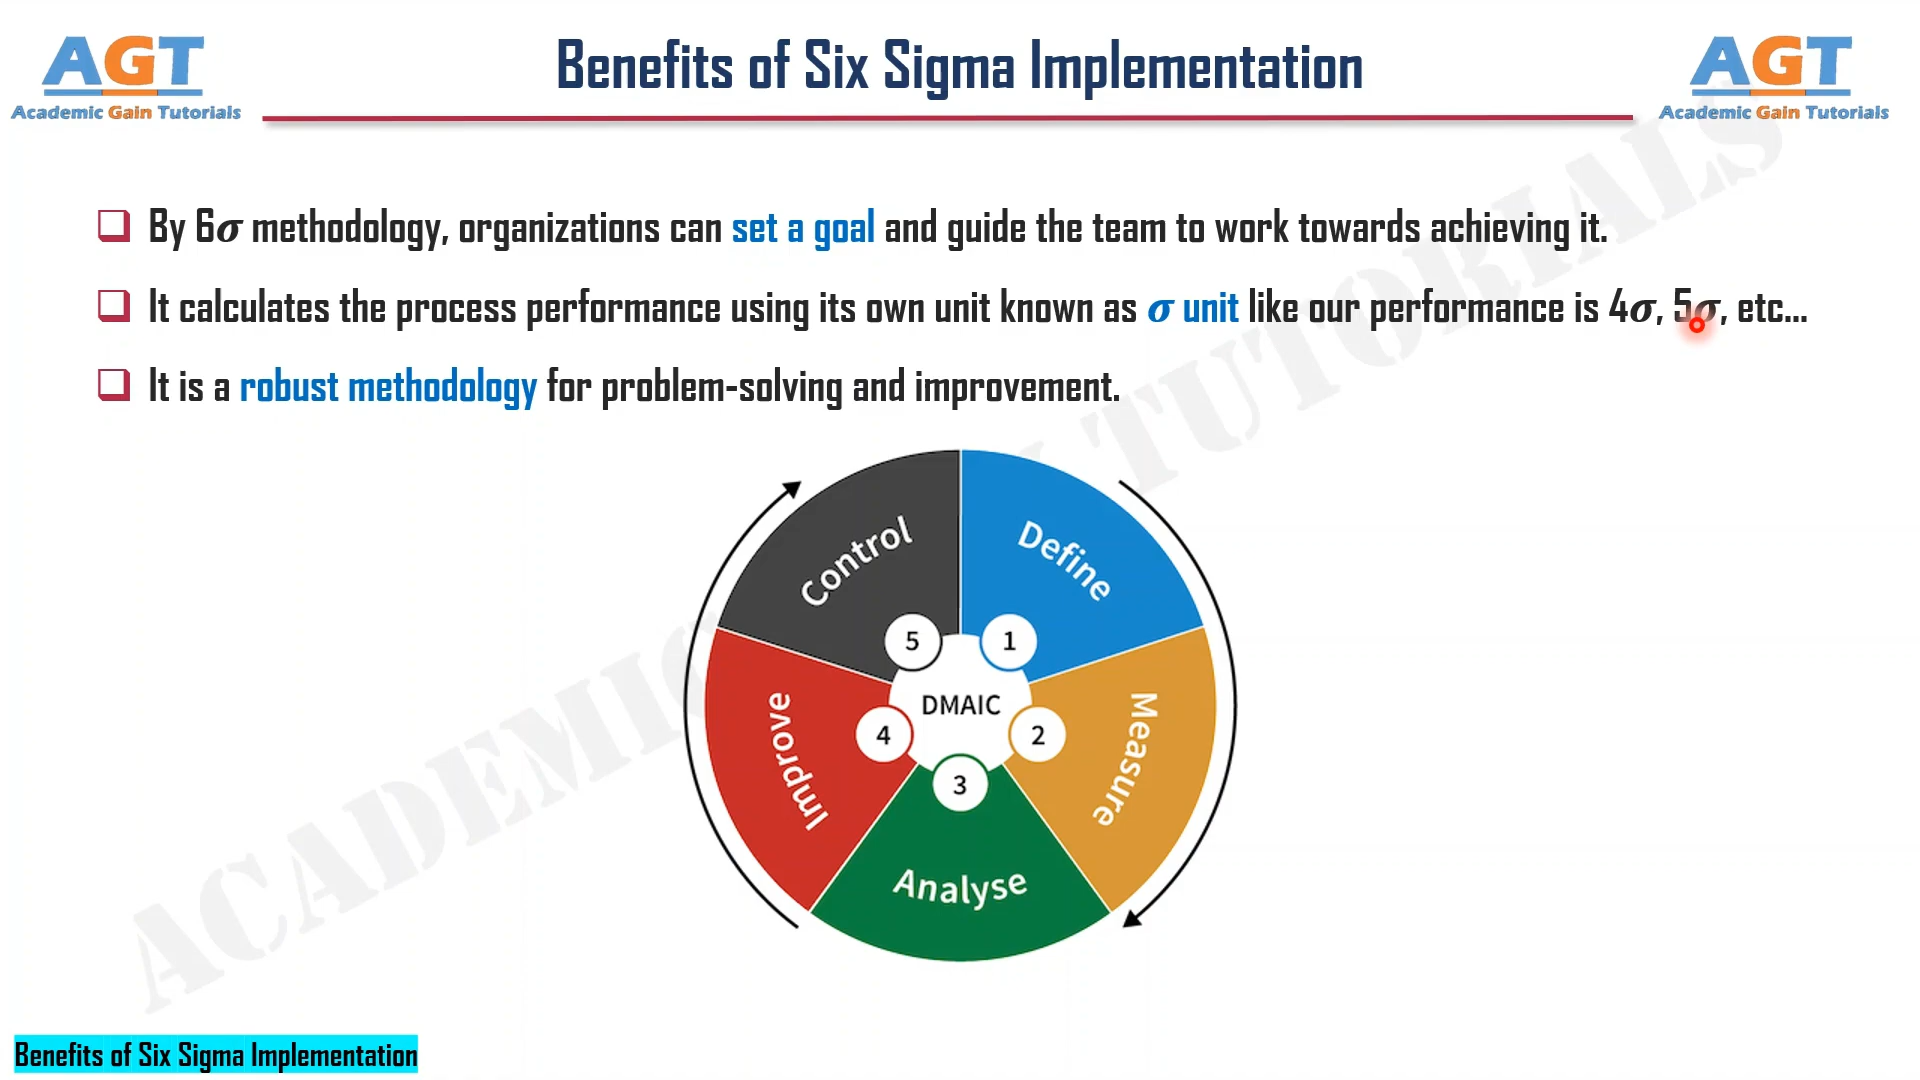 AGT
Academic Gain Tutorials
Benefits of Six Sigma Implementation
AGT
Academic Gain Tutorials
By 6σ methodology, organizations can set a goal and guide the team to work towards achieving it.
It calculates the process performance using its own unit known as σ unit like our performance is 4σ, 5σ, etc...
It is a robust methodology for problem-solving and improvement.
Control
Define
5
1
DMAIC
Improve
4
2
Measure
3
Analyse
ACADEMIC
TUTORIALS
Benefits of Six Sigma Implementation